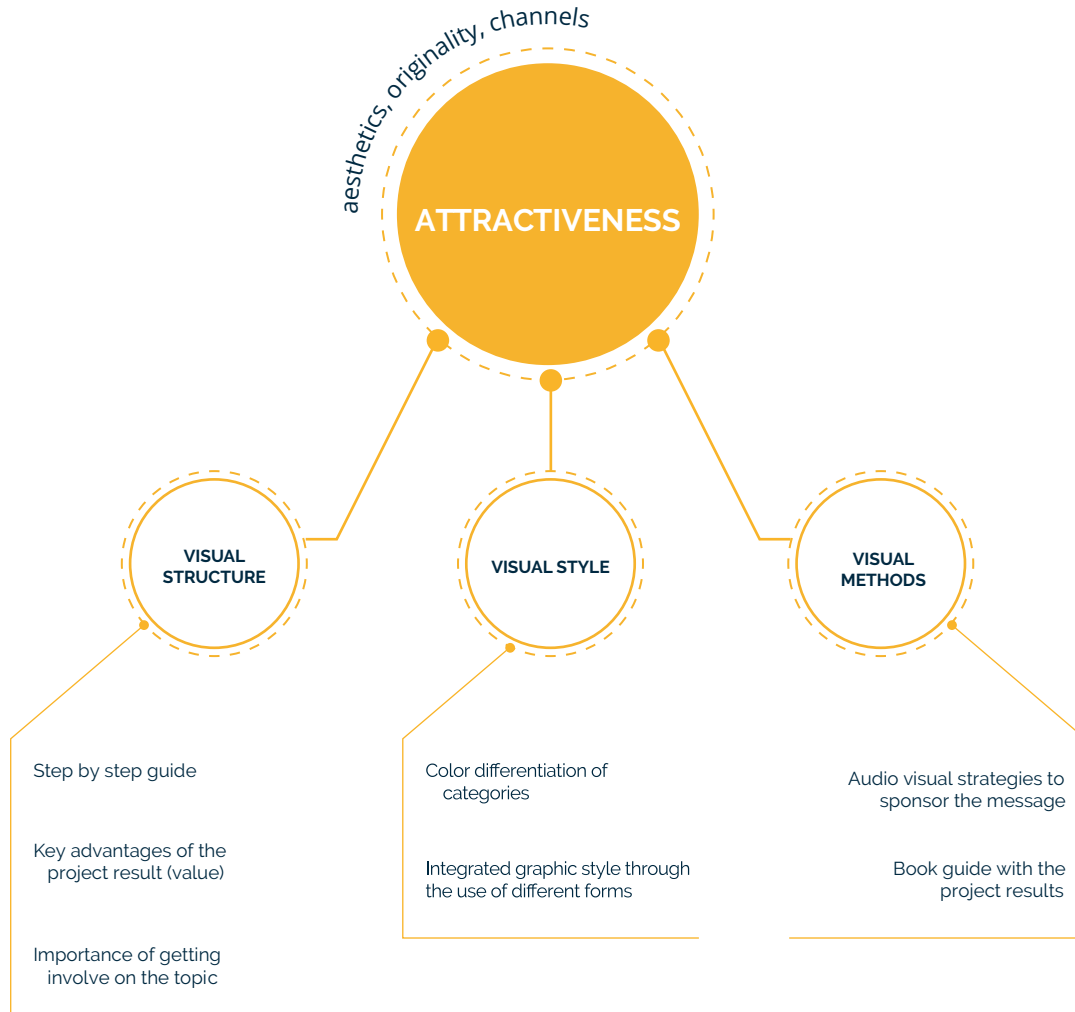 aesthetics, originality, channels
ATTRACTIVENESS
VISUAL
STRUCTURE
VISUAL STYLE
VISUAL
METHODS
Step by step guide
Key advantages of the
project result (value)
Importance of getting
involve on the topic
Color differentiation of
categories
Integrated graphic style through
the use of different forms
Audio visual strategies to
sponsor the message
Book guide with the
project results